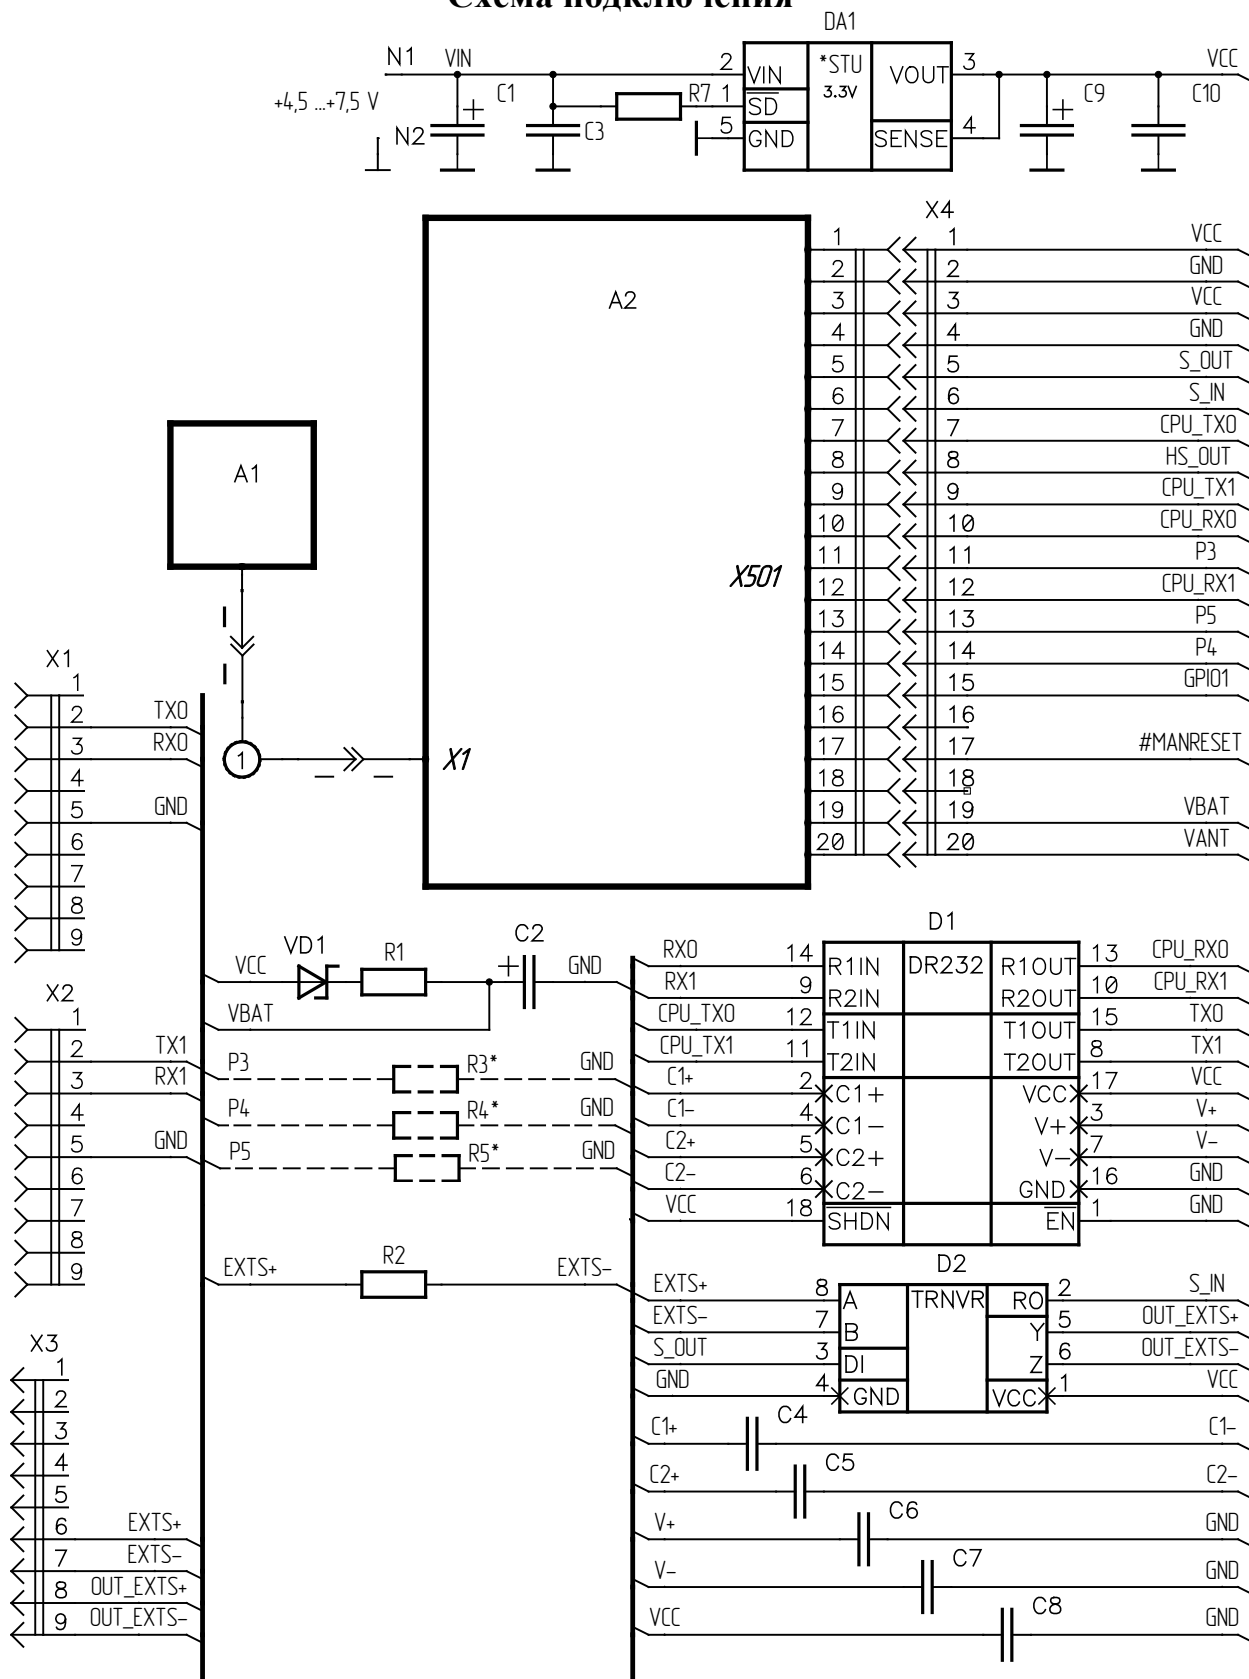 Схема подключения
DA1
N1 VIN 2 VIN *STU VOUT 3 VCC
+4,5 ...+7,5 V C1 R7 1 SD 3.3V C9 C10
N2 C3 5 GND SENSE 4
X4
1 1 VCC
2 2 GND
A2
3 3 VCC
4 4 GND
5 5 S_OUT
6 6 S_IN
7 7 CPU_TX0
A1
8 8 HS_OUT
9 9 CPU_TX1
10 10 CPU_RX0
11 11 P3
X501
12 12 CPU_RX1
13 13 P5
14 14 P4
15 15 GPIO1
16 16
17 17 #MANRESET
18 18
19 19 VBAT
20 20 VANT
1 X1
X1
1
2 TX0
3 RX0
4
5 GND
6
7
8
9
VCC VD1 R1 C2 GND
VBAT
X2
1
2 TX1
3 RX1
4
5 GND
6
7
8
9
P3 R3* GND
P4 R4* GND
P5 R5* GND
EXTS+ R2 EXTS-
D1
RX0 14 R1IN DR232 R1OUT 13 CPU_RX0
RX1 9 R2IN R2OUT 10 CPU_RX1
CPU_TX0 12 T1IN T1OUT 15 TX0
CPU_TX1 11 T2IN T2OUT 8 TX1
C1+ 2 C1+ VCC 17 VCC
C1- 4 C1- V+ 3 V+
C2+ 5 C2+ V- 7 V-
C2- 6 C2- GND 16 GND
VCC 18 SHDN EN 1 GND
D2
EXTS+ 8 A TRNVR RO 2 S_IN
EXTS- 7 B Y 5 OUT_EXTS+
S_OUT 3 DI Z 6 OUT_EXTS-
GND 4 GND VCC 1 VCC
X3
1
2
3
4
5
6 EXTS+
7 EXTS-
8 OUT_EXTS+
9 OUT_EXTS-
C1+ C4 C1-
C2+ C5 C2-
V+ C6 GND
V- C7 GND
VCC C8 GND